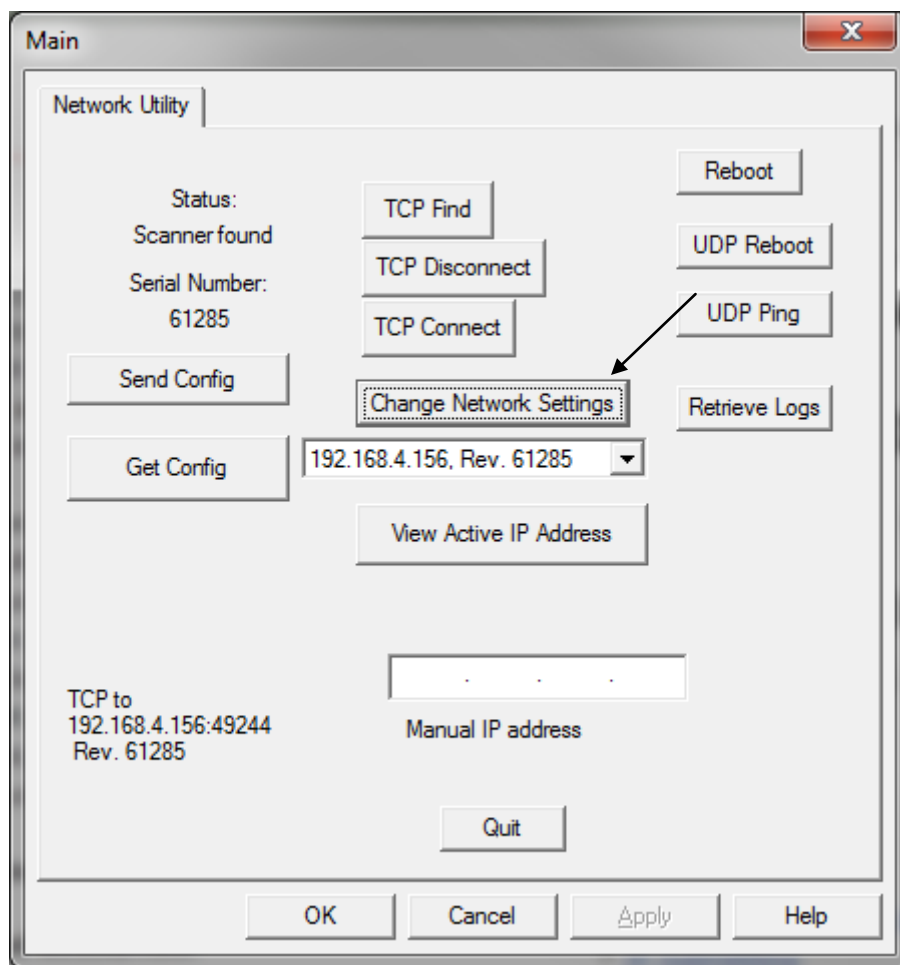 Main
Network Utility
Status:
Scanner found
Serial Number:
61285
TCP Find
TCP Disconnect
TCP Connect
Reboot
UDP Reboot
UDP Ping
Send Config
Change Network Settings
Retrieve Logs
Get Config
192.168.4.156, Rev. 61285
View Active IP Address
. . .
Manual IP address
TCP to
192.168.4.156:49244
Rev. 61285
Quit
OK
Cancel
Apply
Help